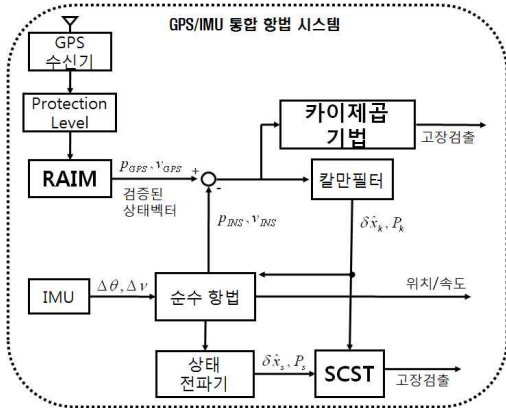 GPS/IMU 통합 항법 시스템
GPS
수신기
Protection
Level
RAIM
p_GPS, v_GPS
검증된
상태벡터
+
-
카이제곱
기법
고장검출
칼만필터
p_INS, v_INS
δx̂_k, P_k
IMU
Δθ, Δv
순수 항법
위치/속도
상태
전파기
δx̂_s, P_s
SCST
고장검출